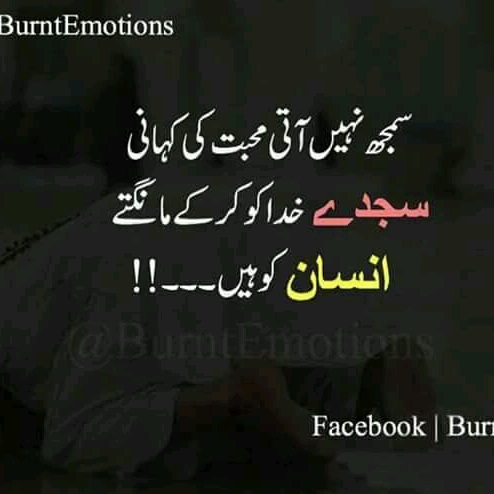 BurntEmotions
سمجھ نہیں آتی محبت کی کہانی
سجدے خدا کو کر کے مانگتے
انسان کو ہیں۔۔۔!!
@BurntEmotions
Facebook | Burn